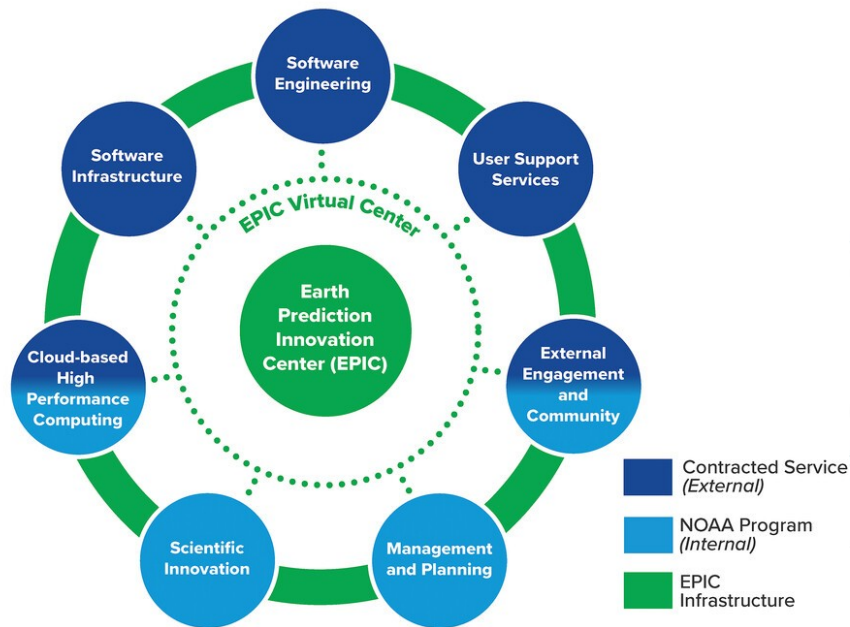 Software
Engineering
Software
Infrastructure
User Support
Services
EPIC Virtual Center
Earth
Prediction
Innovation
Center (EPIC)
Cloud-based
High
Performance
Computing
External
Engagement
and
Community
Scientific
Innovation
Management
and Planning
Contracted Service
(External)
NOAA Program
(Internal)
EPIC
Infrastructure